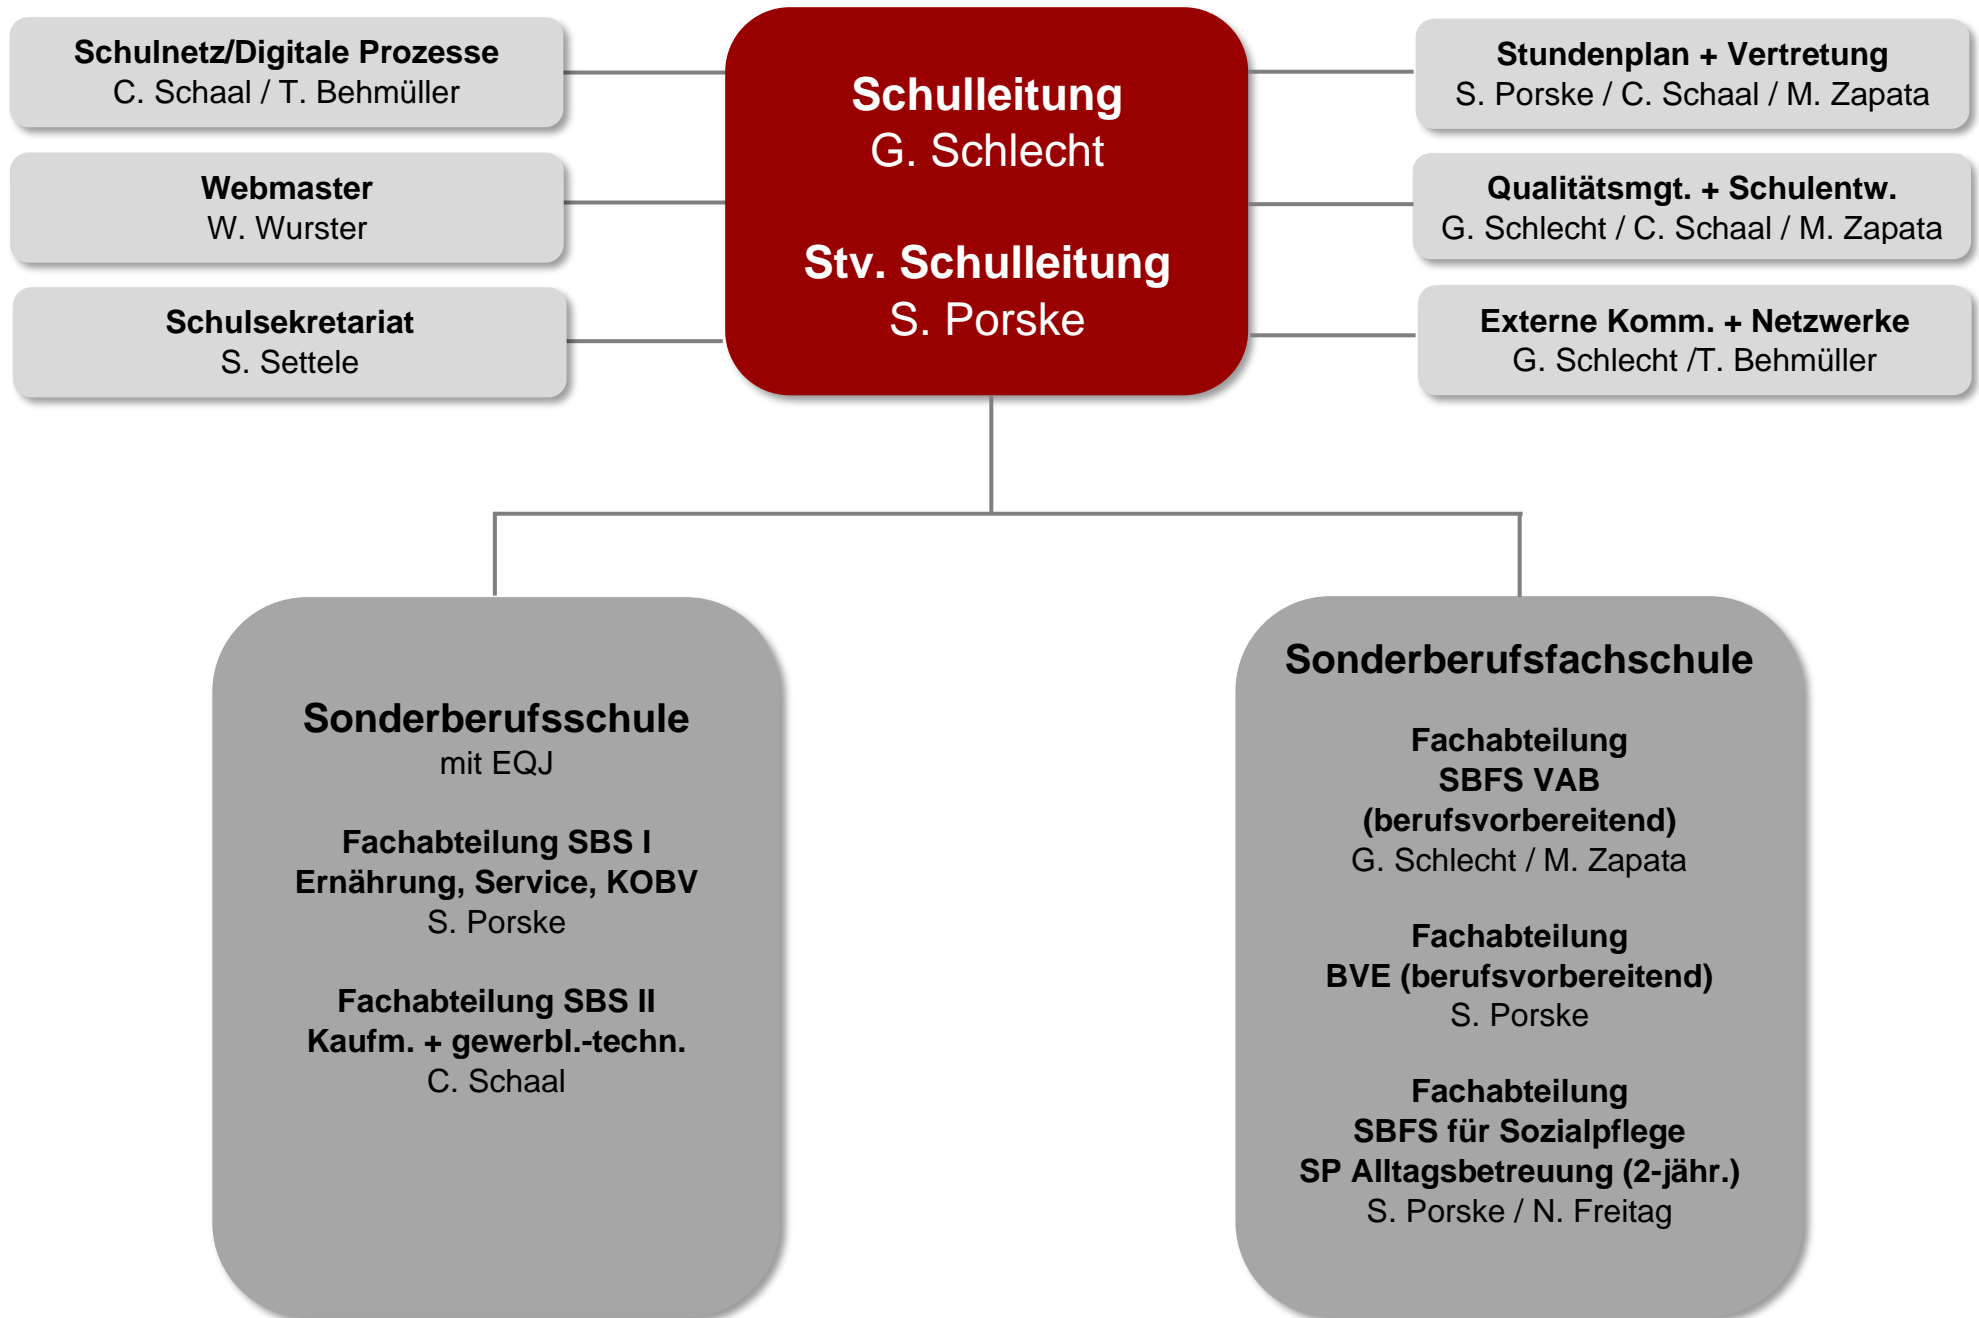 Schulnetz/Digitale Prozesse
C. Schaal / T. Behmüller
Webmaster
W. Wurster
Schulsekretariat
S. Settele
Schulleitung
G. Schlecht
Stv. Schulleitung
S. Porske
Stundenplan + Vertretung
S. Porske / C. Schaal / M. Zapata
Qualitätsmgt. + Schulentw.
G. Schlecht / C. Schaal / M. Zapata
Externe Komm. + Netzwerke
G. Schlecht /T. Behmüller
Sonderberufsschule
mit EQJ
Fachabteilung SBS I
Ernährung, Service, KOBV
S. Porske
Fachabteilung SBS II
Kaufm. + gewerbl.-techn.
C. Schaal
Sonderberufsfachschule
Fachabteilung
SBFS VAB
(berufsvorbereitend)
G. Schlecht / M. Zapata
Fachabteilung
BVE (berufsvorbereitend)
S. Porske
Fachabteilung
SBFS für Sozialpflege
SP Alltagsbetreuung (2-jähr.)
S. Porske / N. Freitag